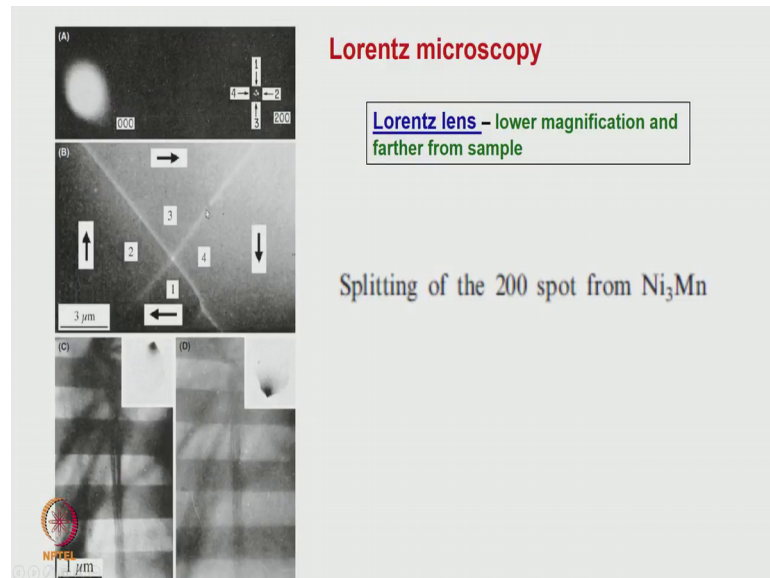 Lorentz microscopy
Lorentz lens – lower magnification and
farther from sample
Splitting of the 200 spot from Ni₃Mn
(A)
1
4 2
3
000
200
(B)
3
2
4
1
3 μm
(C)
(D)
NPTEL
1 μm